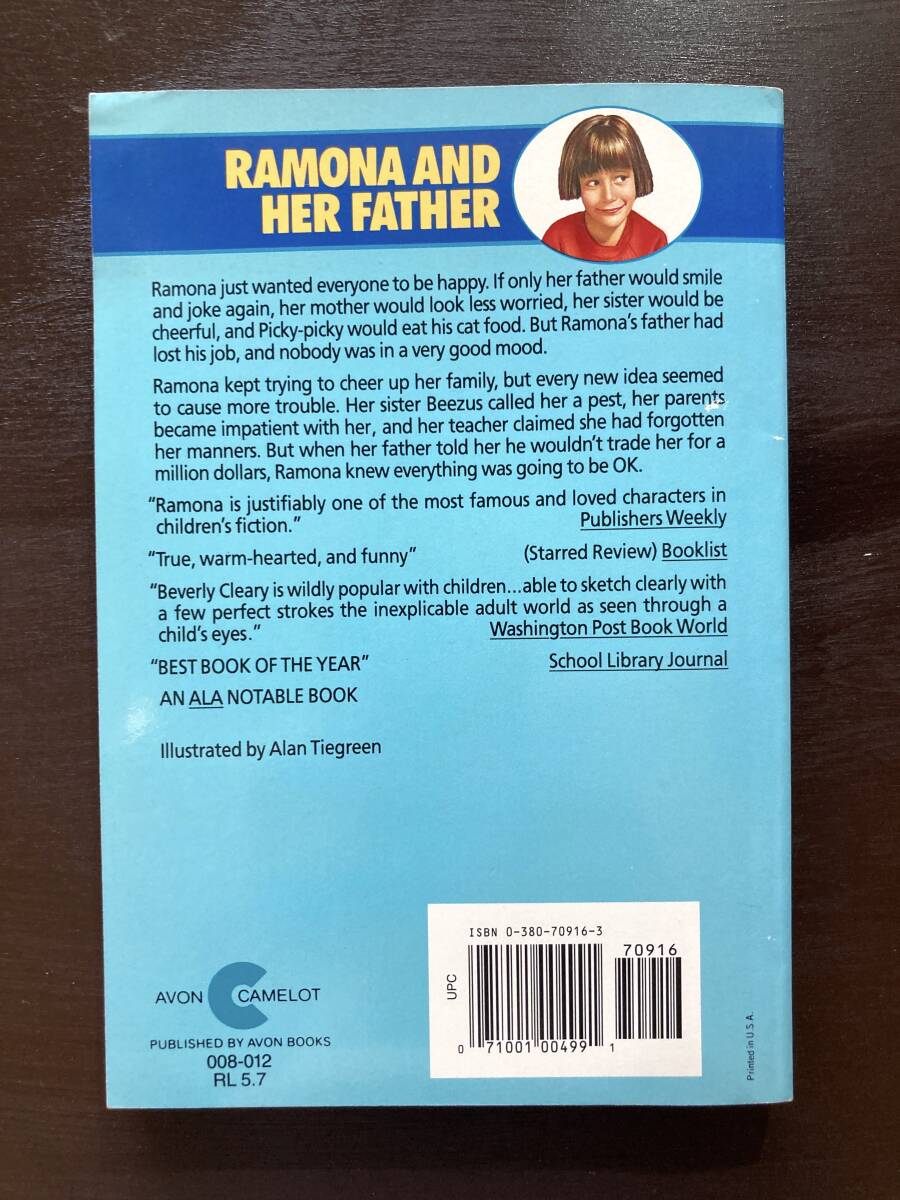 RAMONA AND
HER FATHER
Ramona just wanted everyone to be happy. If only her father would smile
and joke again, her mother would look less worried, her sister would be
cheerful, and Picky-picky would eat his cat food. But Ramona's father had
lost his job, and nobody was in a very good mood.
Ramona kept trying to cheer up her family, but every new idea seemed
to cause more trouble. Her sister Beezus called her a pest, her parents
became impatient with her, and her teacher claimed she had forgotten
her manners. But when her father told her he wouldn't trade her for a
million dollars, Ramona knew everything was going to be OK.
"Ramona is justifiably one of the most famous and loved characters in
children's fiction." Publishers Weekly
"True, warm-hearted, and funny" (Starred Review) Booklist
"Beverly Cleary is wildly popular with children...able to sketch clearly with
a few perfect strokes the inexplicable adult world as seen through a
child's eyes." Washington Post Book World
"BEST BOOK OF THE YEAR" School Library Journal
AN ALA NOTABLE BOOK
Illustrated by Alan Tiegreen
AVON CAMELOT
PUBLISHED BY AVON BOOKS
008-012
RL 5.7
ISBN 0-380-70916-3
70916
UPC
0 71001 00499 1
Printed in U.S.A.